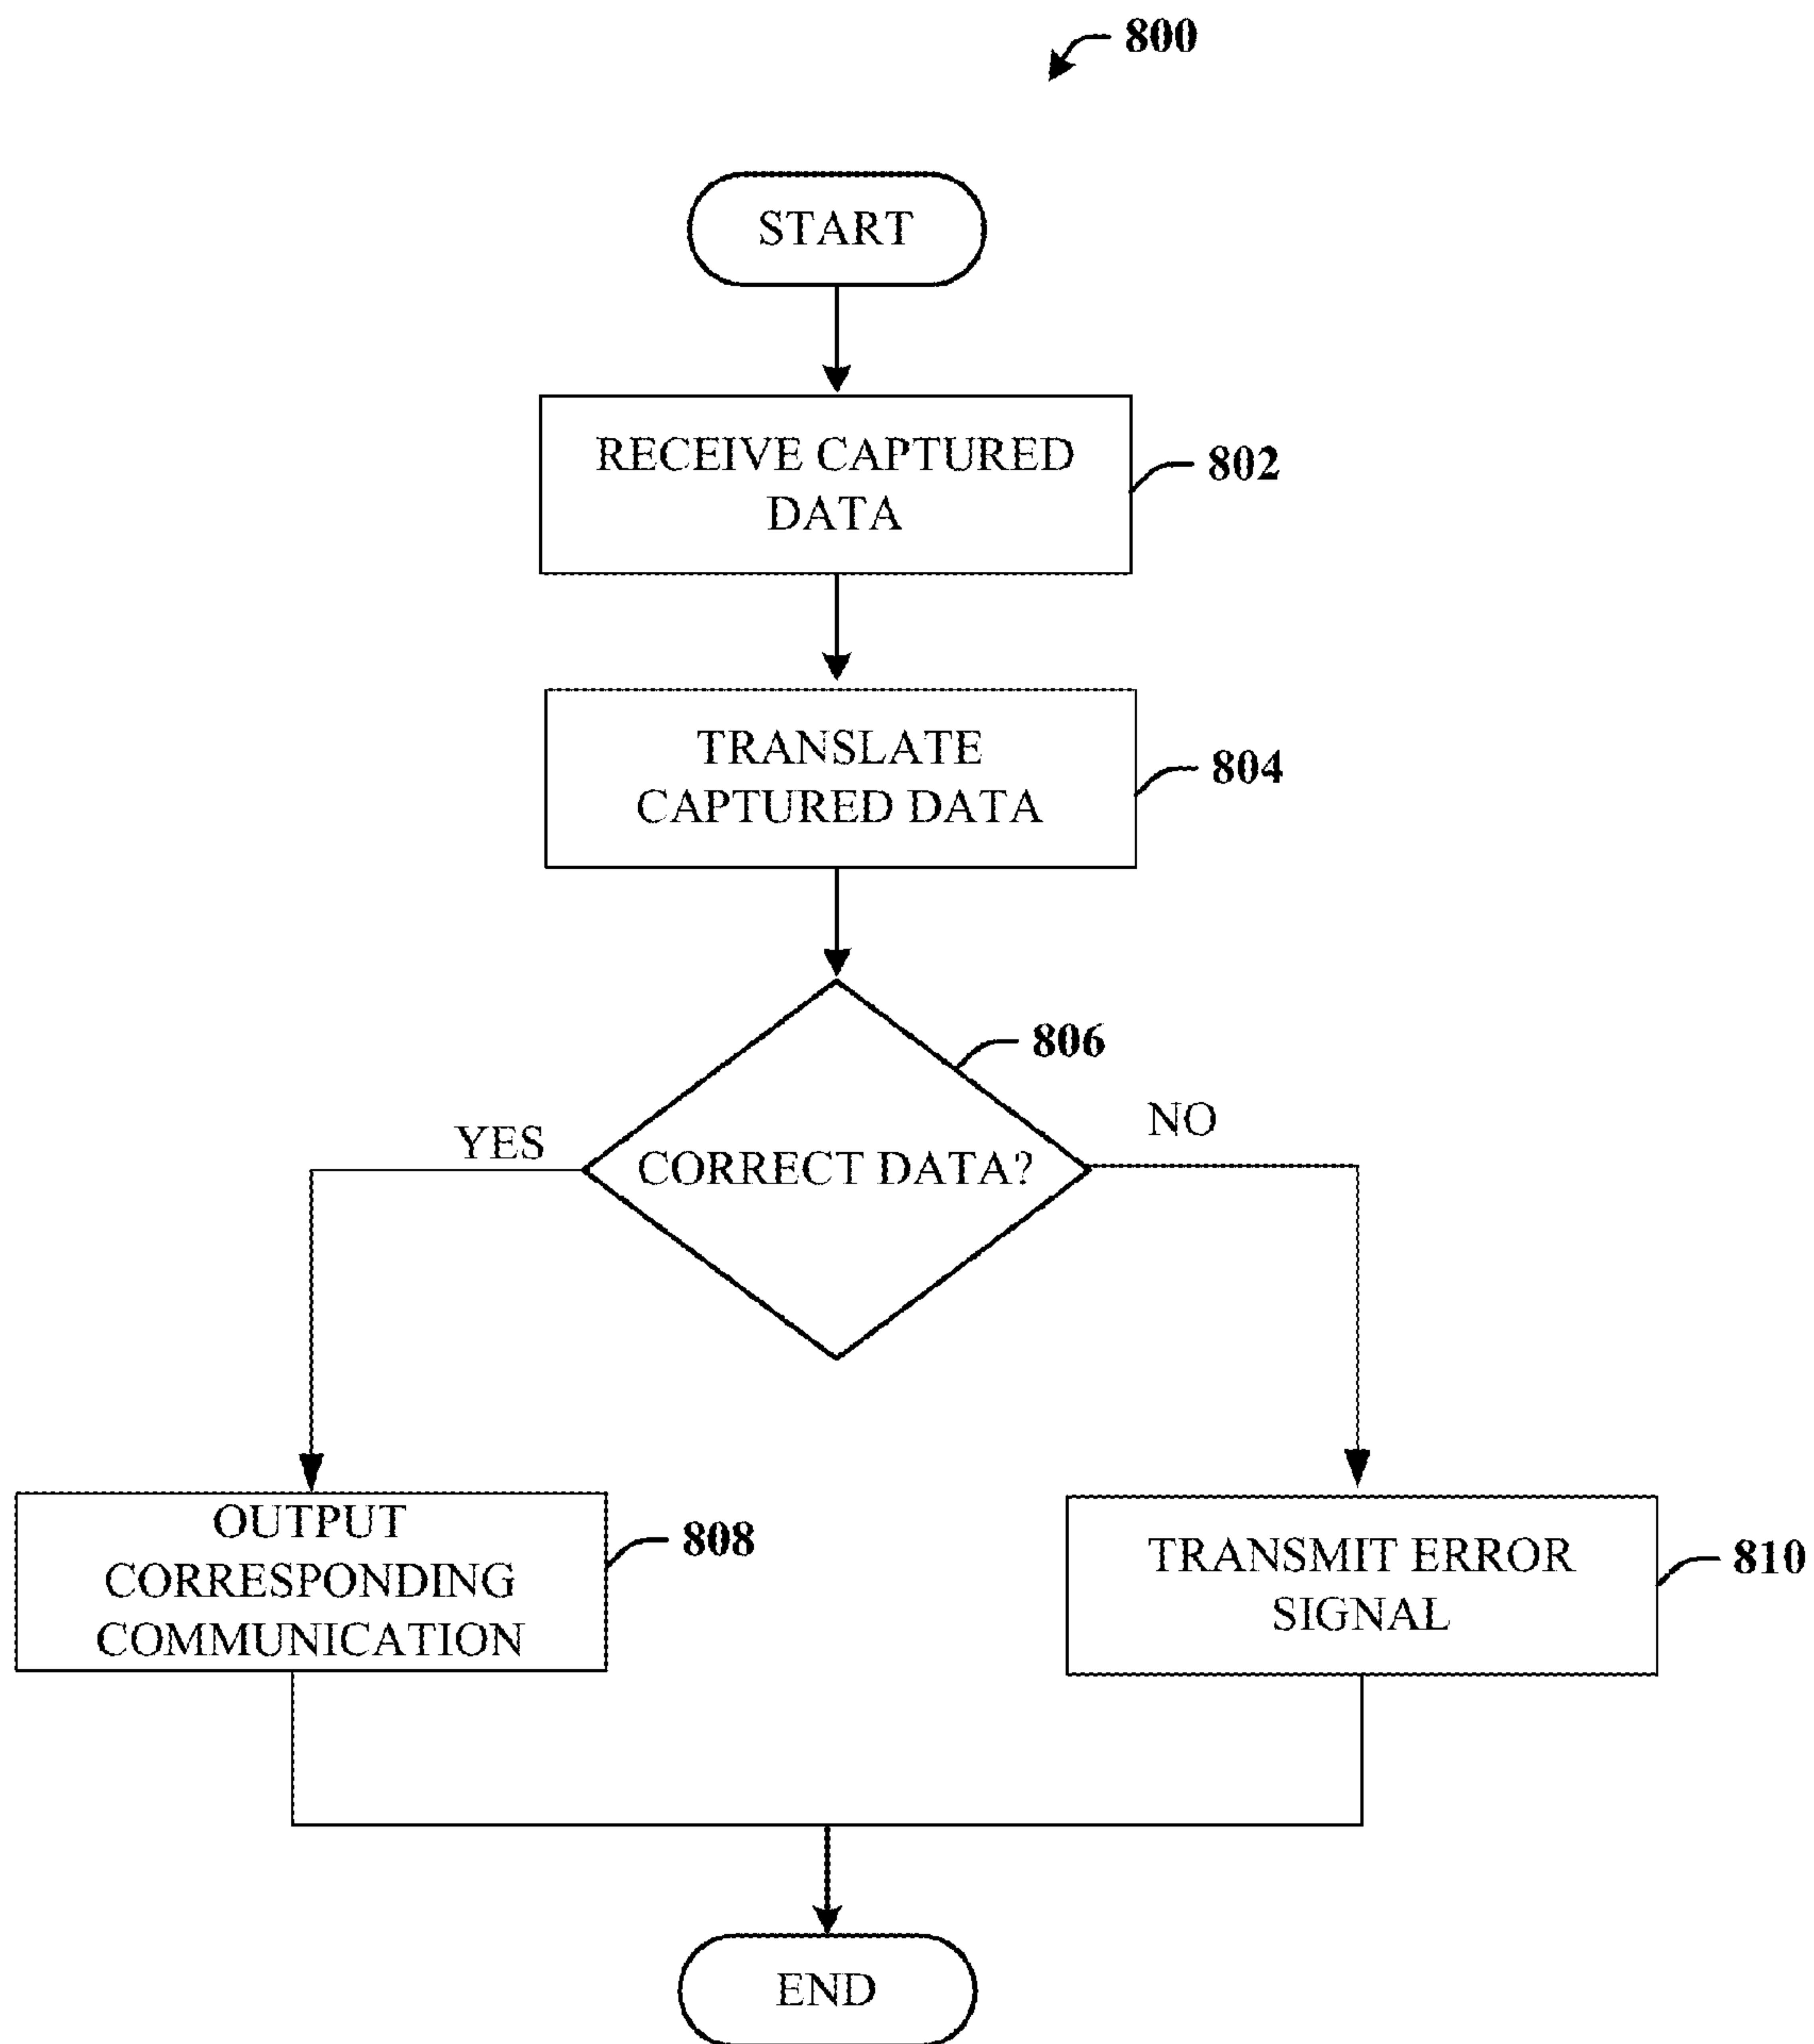 800
START
RECEIVE CAPTURED
DATA
802
TRANSLATE
CAPTURED DATA
804
806
YES
CORRECT DATA?
NO
OUTPUT
CORRESPONDING
COMMUNICATION
808
TRANSMIT ERROR
SIGNAL
810
END